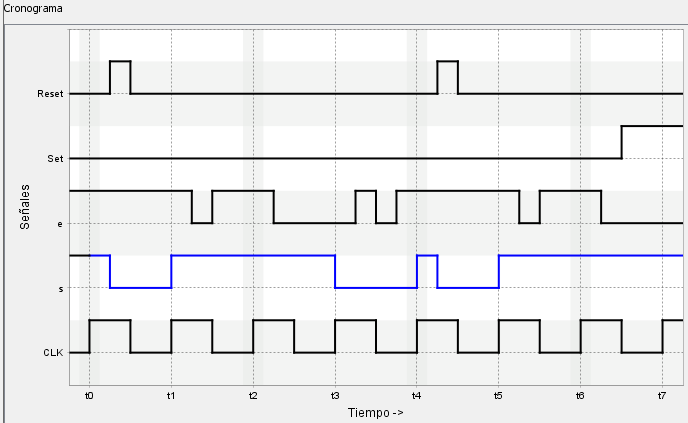 Cronograma
Reset
Set
e
s
CLK
Señales
t0 t1 t2 t3 t4 t5 t6 t7
Tiempo ->